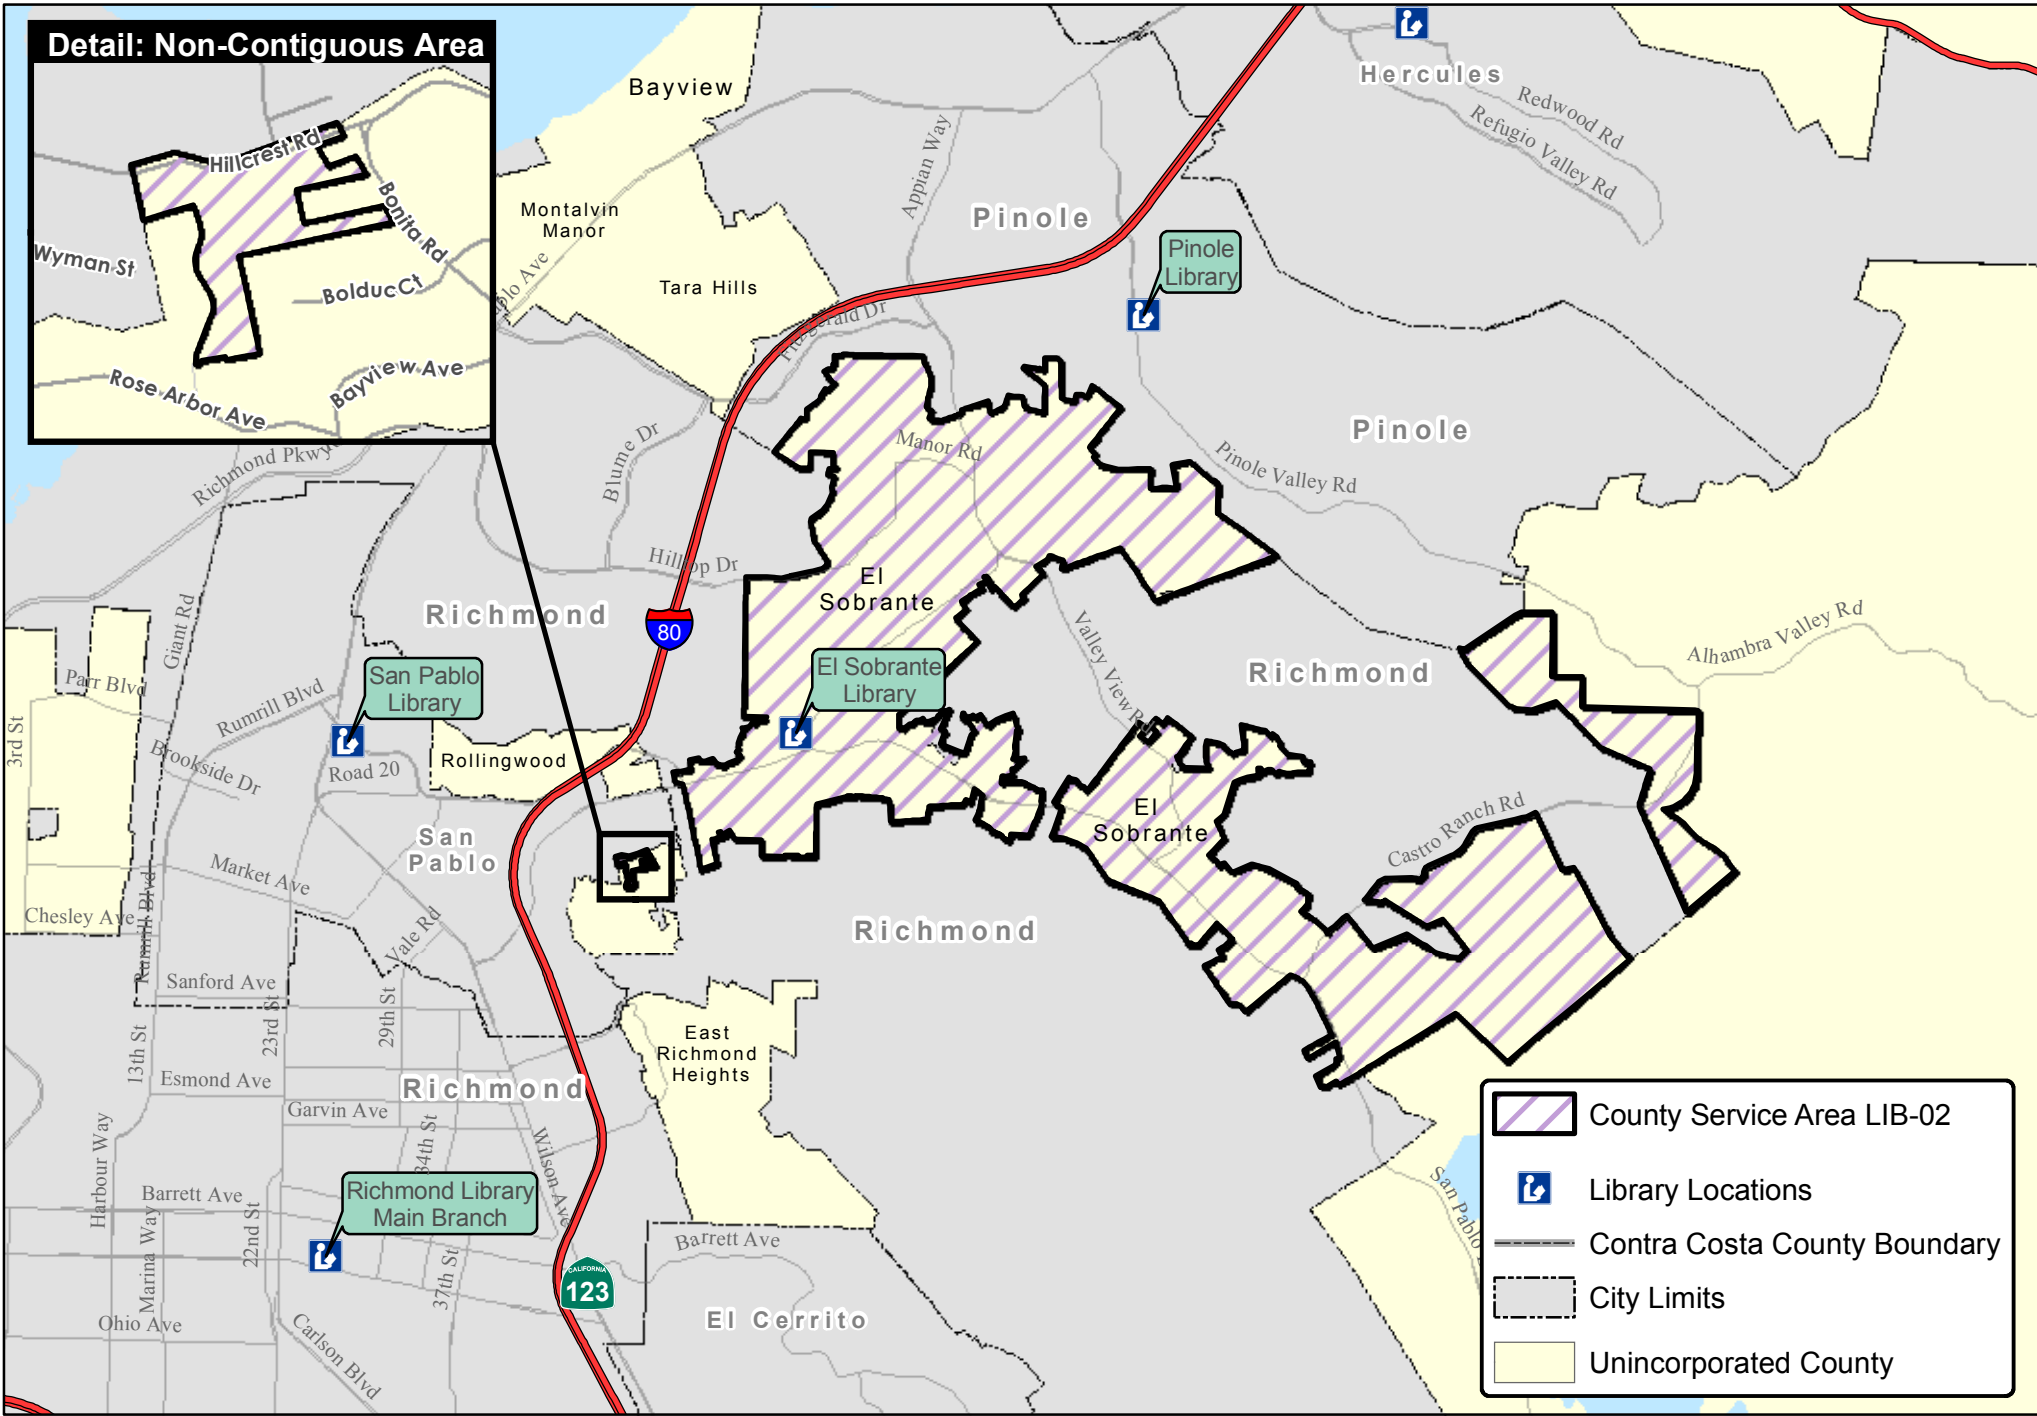 Detail: Non-Contiguous Area
Hillcrest Rd
Bonita Rd
Wyman St
Bolduc Ct
Bayview Ave
Rose Arbor Ave
Bayview
Hercules
Redwood Rd
Refugio Valley Rd
Appian Way
Montalvin
Manor
Pinole
Pinole
Library
Tara Hills
Fitzgerald Dr
Richmond Pkwy
Blume Dr
Manor Rd
Pinole
Pinole Valley Rd
Hilltop Dr
El
Sobrante
Richmond
80
Giant Rd
Valley View Rd
Alhambra Valley Rd
Richmond
El Sobrante
Library
San Pablo
Library
Parr Blvd
Rumrill Blvd
3rd St
Brookside Dr
Road 20
Rollingwood
El
Sobrante
Castro Ranch Rd
San
Pablo
Market Ave
Chesley Ave
Rumrill Blvd
Vale Rd
Richmond
Sanford Ave
23rd St
29th St
13th St
East
Richmond
Heights
Esmond Ave
Richmond
Garvin Ave
Harbour Way
34th St
Wilson Ave
Richmond Library
Main Branch
Barrett Ave
Marina Way
22nd St
37th St
Barrett Ave
CALIFORNIA
123
Ohio Ave
Carlson Blvd
El Cerrito
San Pablo
County Service Area LIB-02
Library Locations
Contra Costa County Boundary
City Limits
Unincorporated County